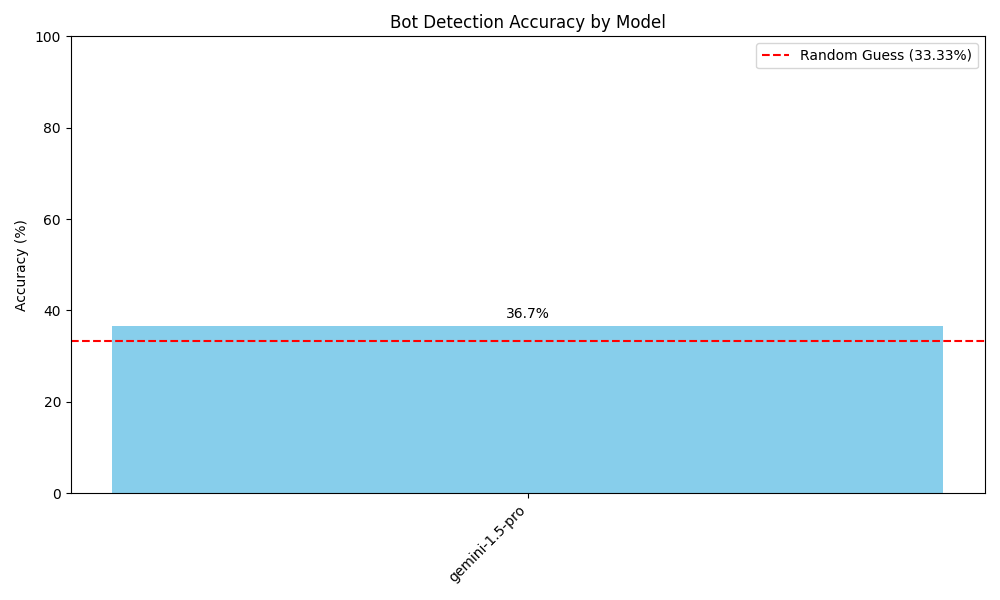 Bot Detection Accuracy by Model
Random Guess (33.33%)
Accuracy (%)
100
80
60
40
20
0
36.7%
gemini-1.5-pro